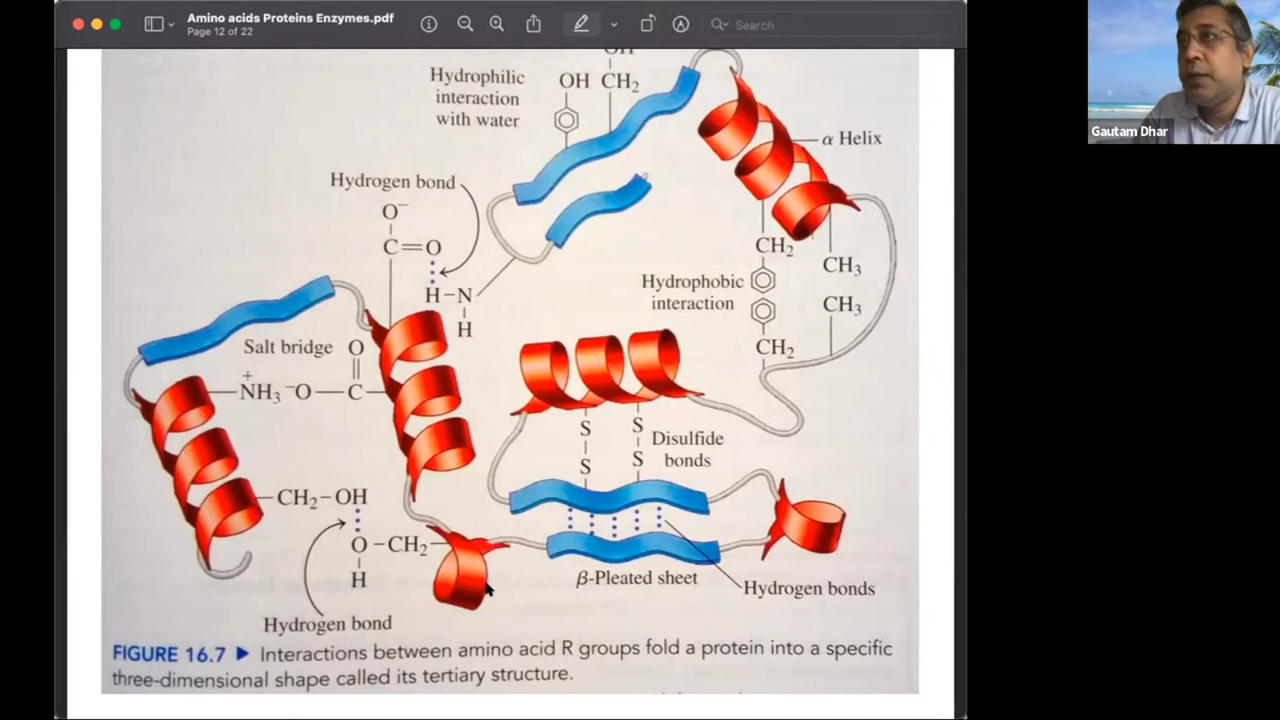 Amino acids Proteins Enzymes.pdf
Page 12 of 22
Search
Gautam Dhar
OH
Hydrophilic
interaction
with water
OH CH₂
α Helix
Hydrogen bond
O⁻
C=O
H-N
H
CH₂
CH₃
Hydrophobic
interaction
CH₃
CH₂
Salt bridge
O
+
NH₃ ⁻O-C
S
S
S
S
Disulfide
bonds
CH₂-OH
O-CH₂
H
β-Pleated sheet
Hydrogen bonds
Hydrogen bond
FIGURE 16.7 ▶ Interactions between amino acid R groups fold a protein into a specific
three-dimensional shape called its tertiary structure.